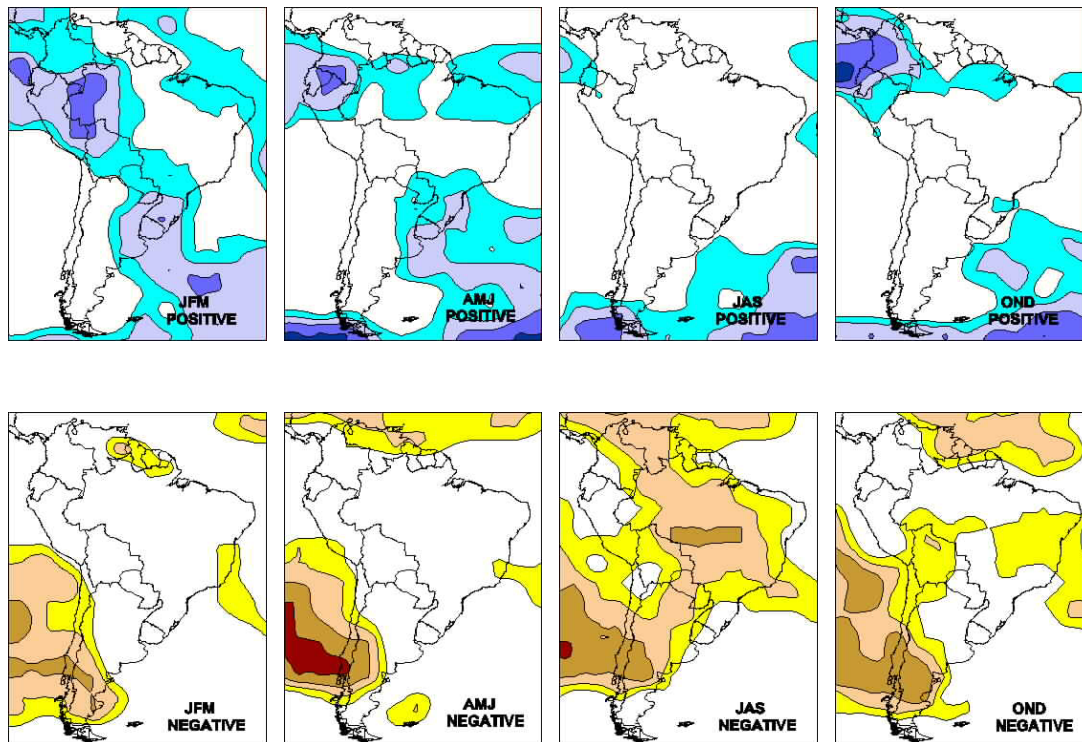 JFM
POSITIVE
AMJ
POSITIVE
JAS
POSITIVE
OND
POSITIVE
JFM
NEGATIVE
AMJ
NEGATIVE
JAS
NEGATIVE
OND
NEGATIVE